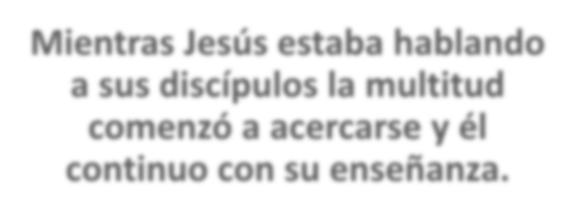 Mientras Jesús estaba hablando
a sus discípulos la multitud
comenzó a acercarse y él
continuo con su enseñanza.